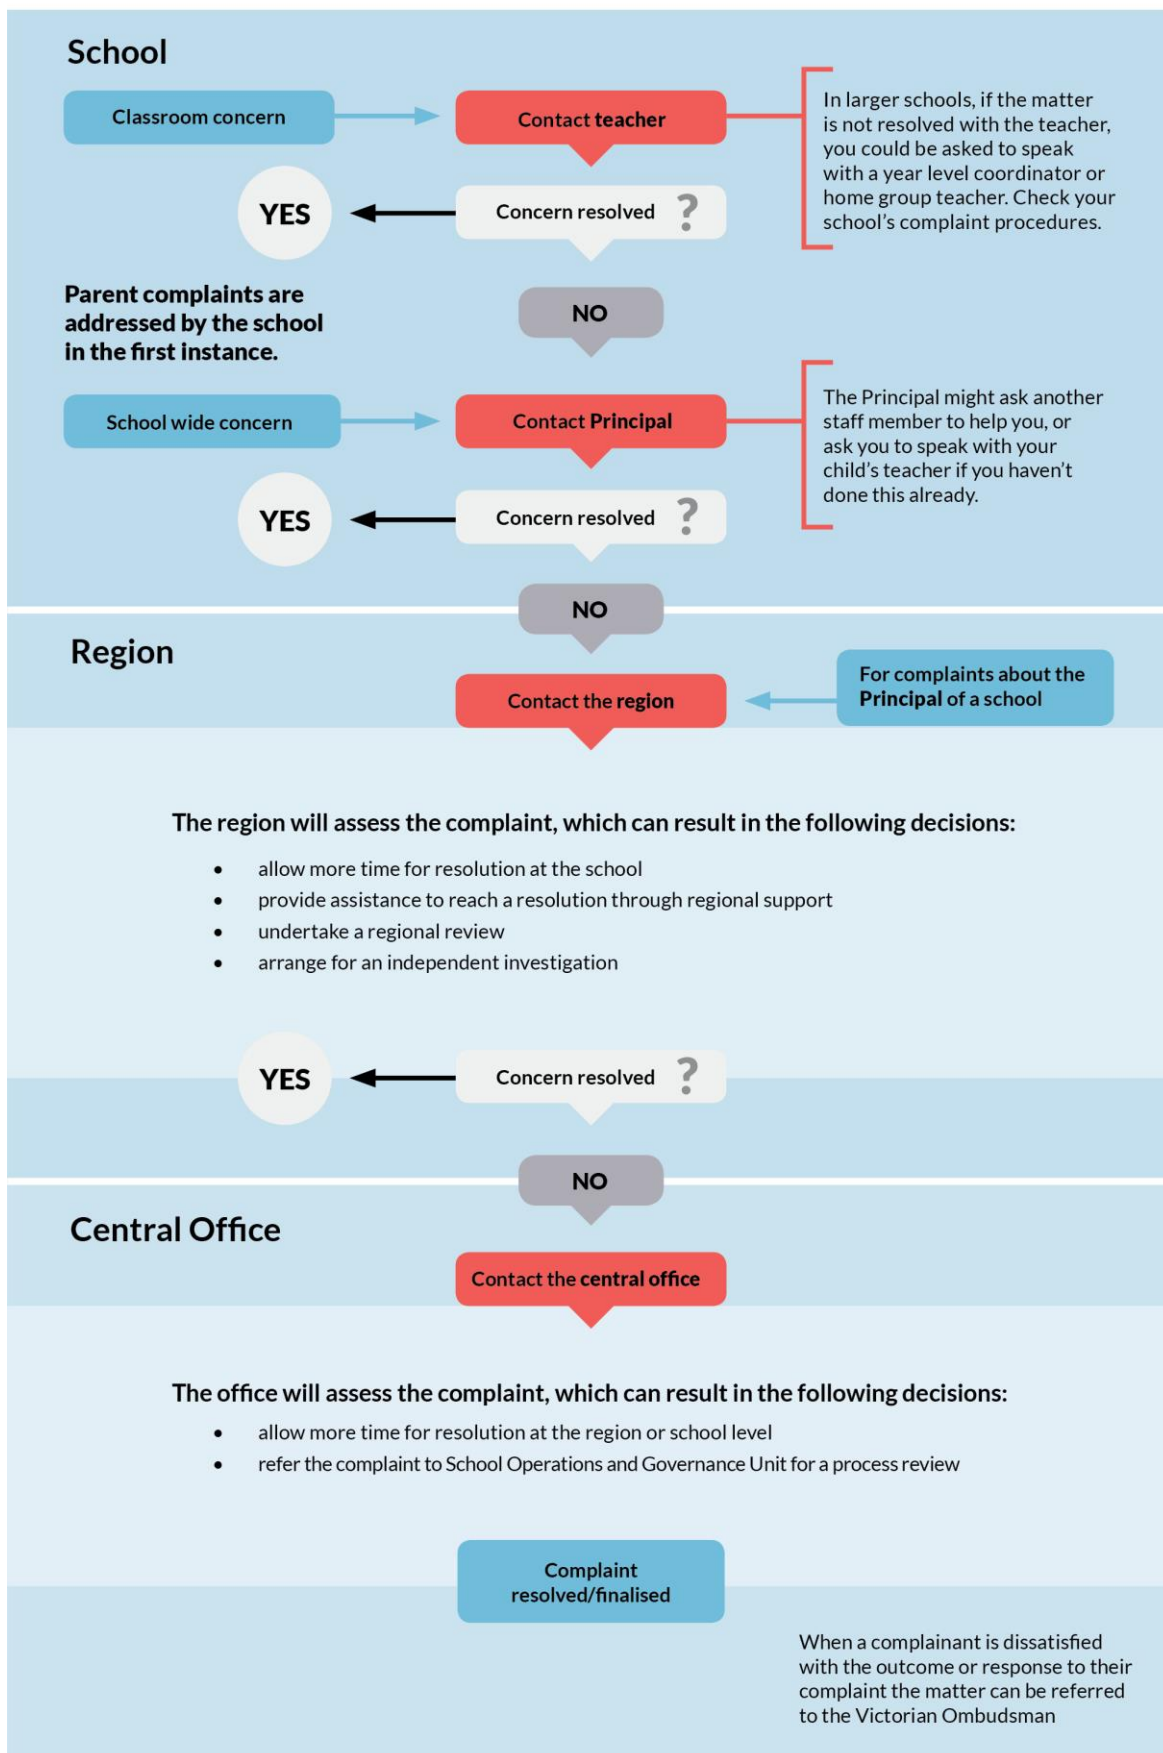 School
Classroom concern
Contact teacher
In larger schools, if the matter
is not resolved with the teacher,
you could be asked to speak
with a year level coordinator or
home group teacher. Check your
school’s complaint procedures.
YES
Concern resolved ?
Parent complaints are
addressed by the school
in the first instance.
NO
School wide concern
Contact Principal
The Principal might ask another
staff member to help you, or
ask you to speak with your
child’s teacher if you haven’t
done this already.
YES
Concern resolved ?
NO
Region
Contact the region
For complaints about the
Principal of a school
The region will assess the complaint, which can result in the following decisions:
• allow more time for resolution at the school
• provide assistance to reach a resolution through regional support
• undertake a regional review
• arrange for an independent investigation
YES
Concern resolved ?
NO
Central Office
Contact the central office
The office will assess the complaint, which can result in the following decisions:
• allow more time for resolution at the region or school level
• refer the complaint to School Operations and Governance Unit for a process review
Complaint
resolved/finalised
When a complainant is dissatisfied
with the outcome or response to their
complaint the matter can be referred
to the Victorian Ombudsman